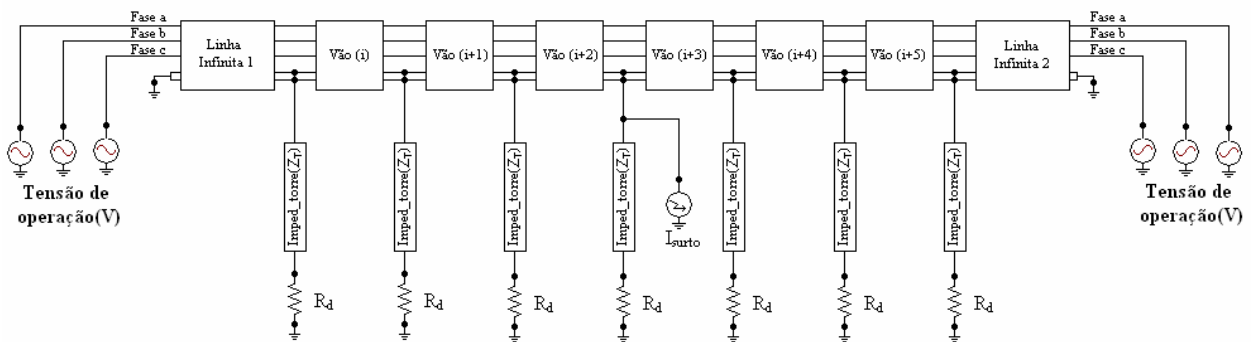 Fase a
Fase b
Fase c
Linha
Infinita 1
Vão (i)
Vão (i+1)
Vão (i+2)
Vão (i+3)
Vão (i+4)
Vão (i+5)
Linha
Infinita 2
Fase a
Fase b
Fase c
Tensão de
operação(V)
Imped_torre(ZT)
Imped_torre(ZT)
Imped_torre(ZT)
Imped_torre(ZT)
Isurto
Imped_torre(ZT)
Imped_torre(ZT)
Imped_torre(ZT)
Tensão de
operação(V)
Rd
Rd
Rd
Rd
Rd
Rd
Rd